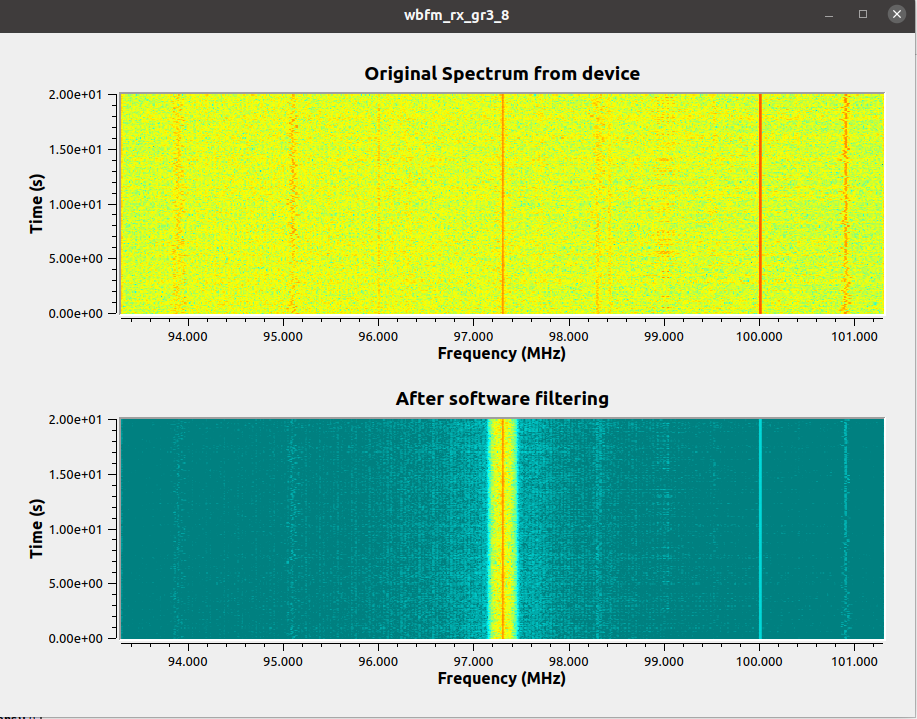 wbfm_rx_gr3_8
Original Spectrum from device
2.00e+01
1.50e+01
1.00e+01
5.00e+00
0.00e+00
Time (s)
94.000 95.000 96.000 97.000 98.000 99.000 100.000 101.000
Frequency (MHz)
After software filtering
2.00e+01
1.50e+01
1.00e+01
5.00e+00
0.00e+00
Time (s)
94.000 95.000 96.000 97.000 98.000 99.000 100.000 101.000
Frequency (MHz)